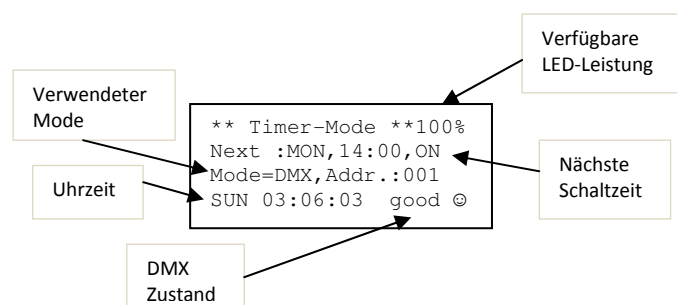 Verfügbare
LED-Leistung
Verwendeter
Mode
** Timer-Mode **100%
Next :MON,14:00,ON
Mode=DMX,Addr.:001
SUN 03:06:03 good ☺
Uhrzeit
Nächste
Schaltzeit
DMX
Zustand